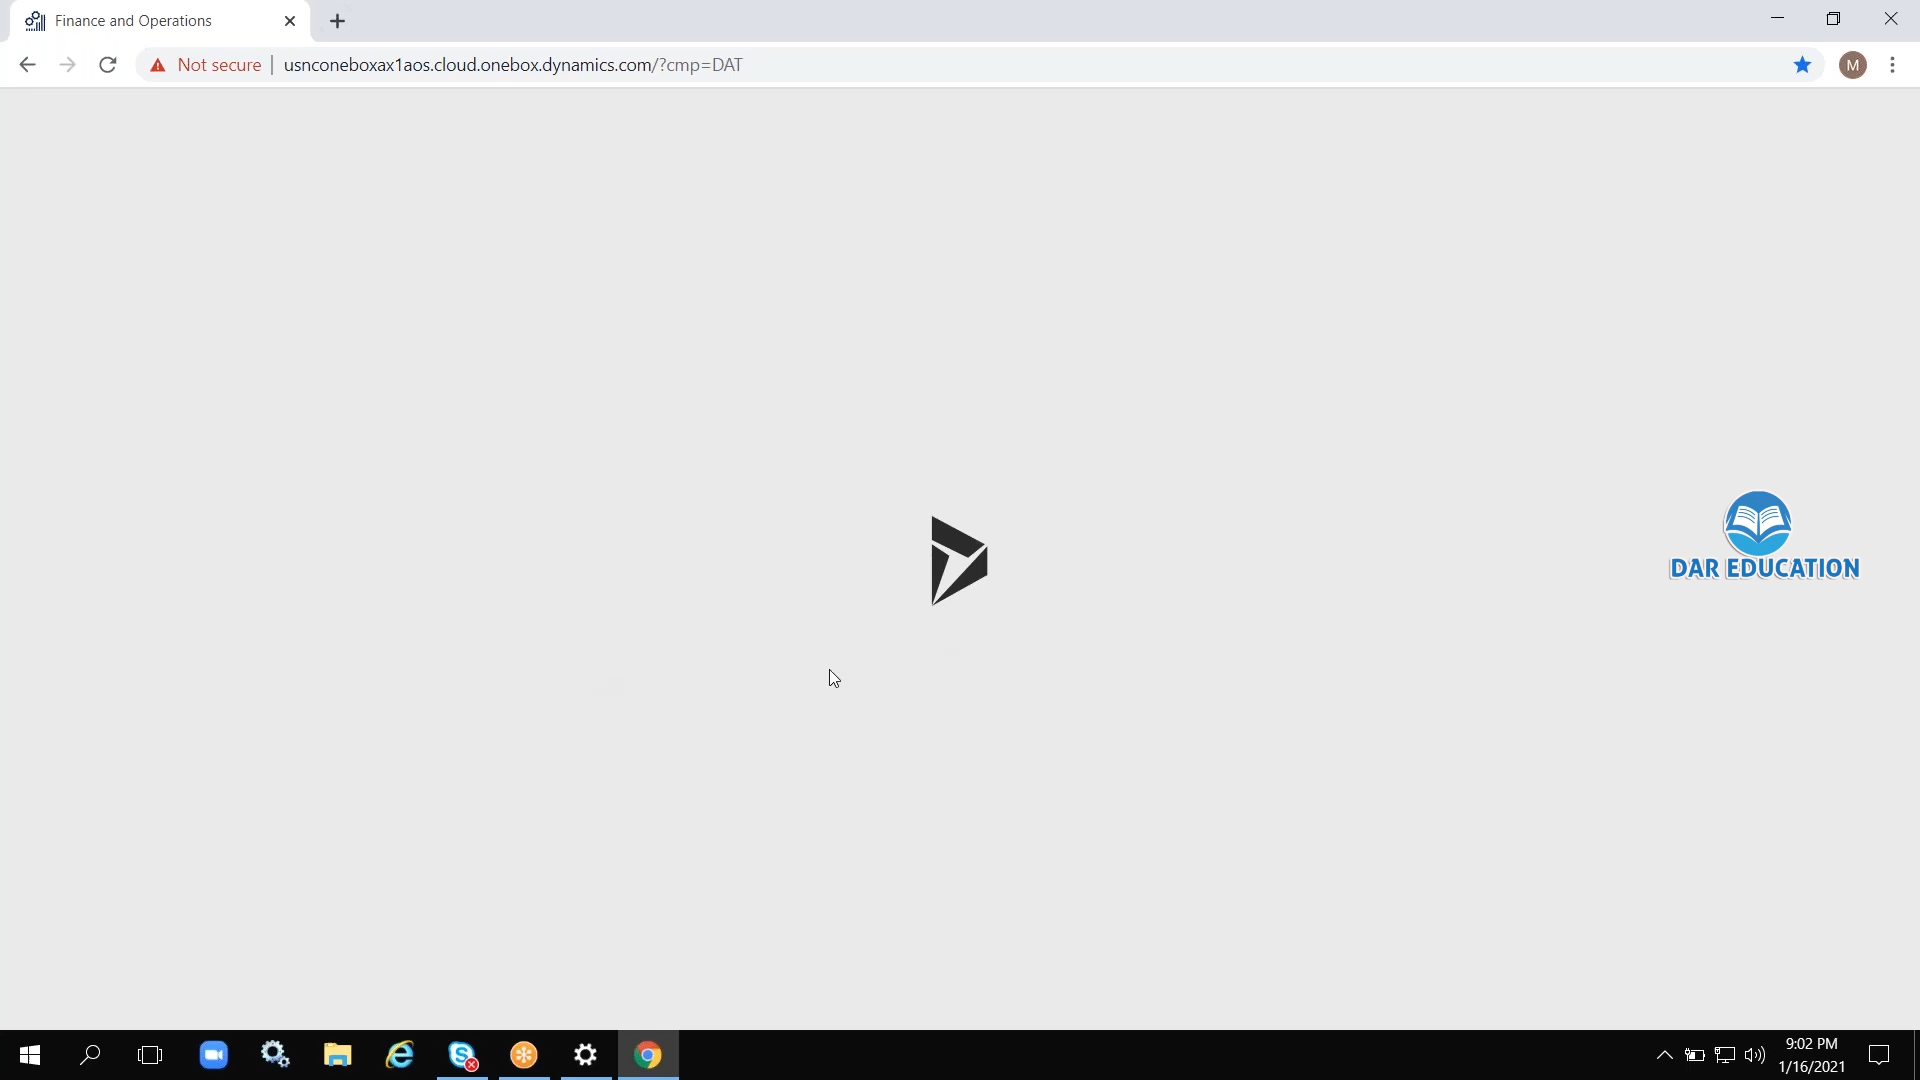 Finance and Operations
Not secure
usnconeboxax1aos.cloud.onebox.dynamics.com/?cmp=DAT
M
DAR EDUCATION
9:02 PM
1/16/2021